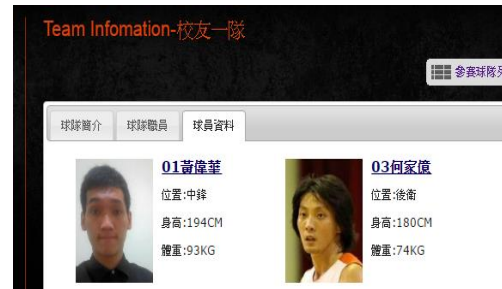 Team Infomation-校友一隊
參賽球隊列
球隊簡介 球隊職員 球員資料
01黃偉華
位置:中鋒
身高:194CM
體重:93KG
03何家億
位置:後衛
身高:180CM
體重:74KG